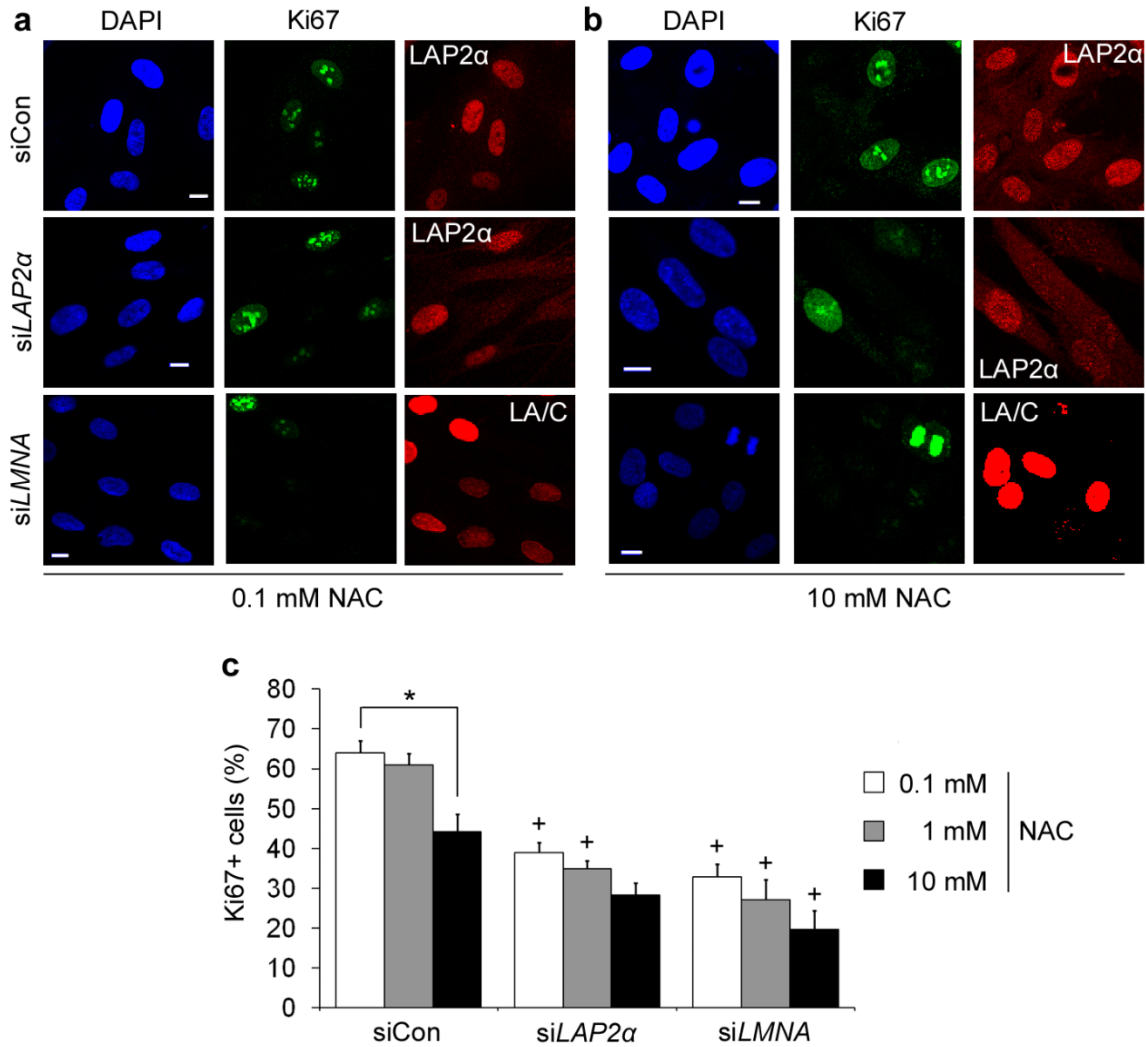 a DAPI Ki67
b DAPI Ki67
siCon
LAP2α
LAP2α
siLAP2α
LAP2α
LAP2α
siLMNA
LA/C
LA/C
0.1 mM NAC
10 mM NAC
c
Ki67+ cells (%)
80
70
60
50
40
30
20
10
0
*
+ +
+ + +
siCon siLAP2α siLMNA
0.1 mM
1 mM
10 mM
NAC